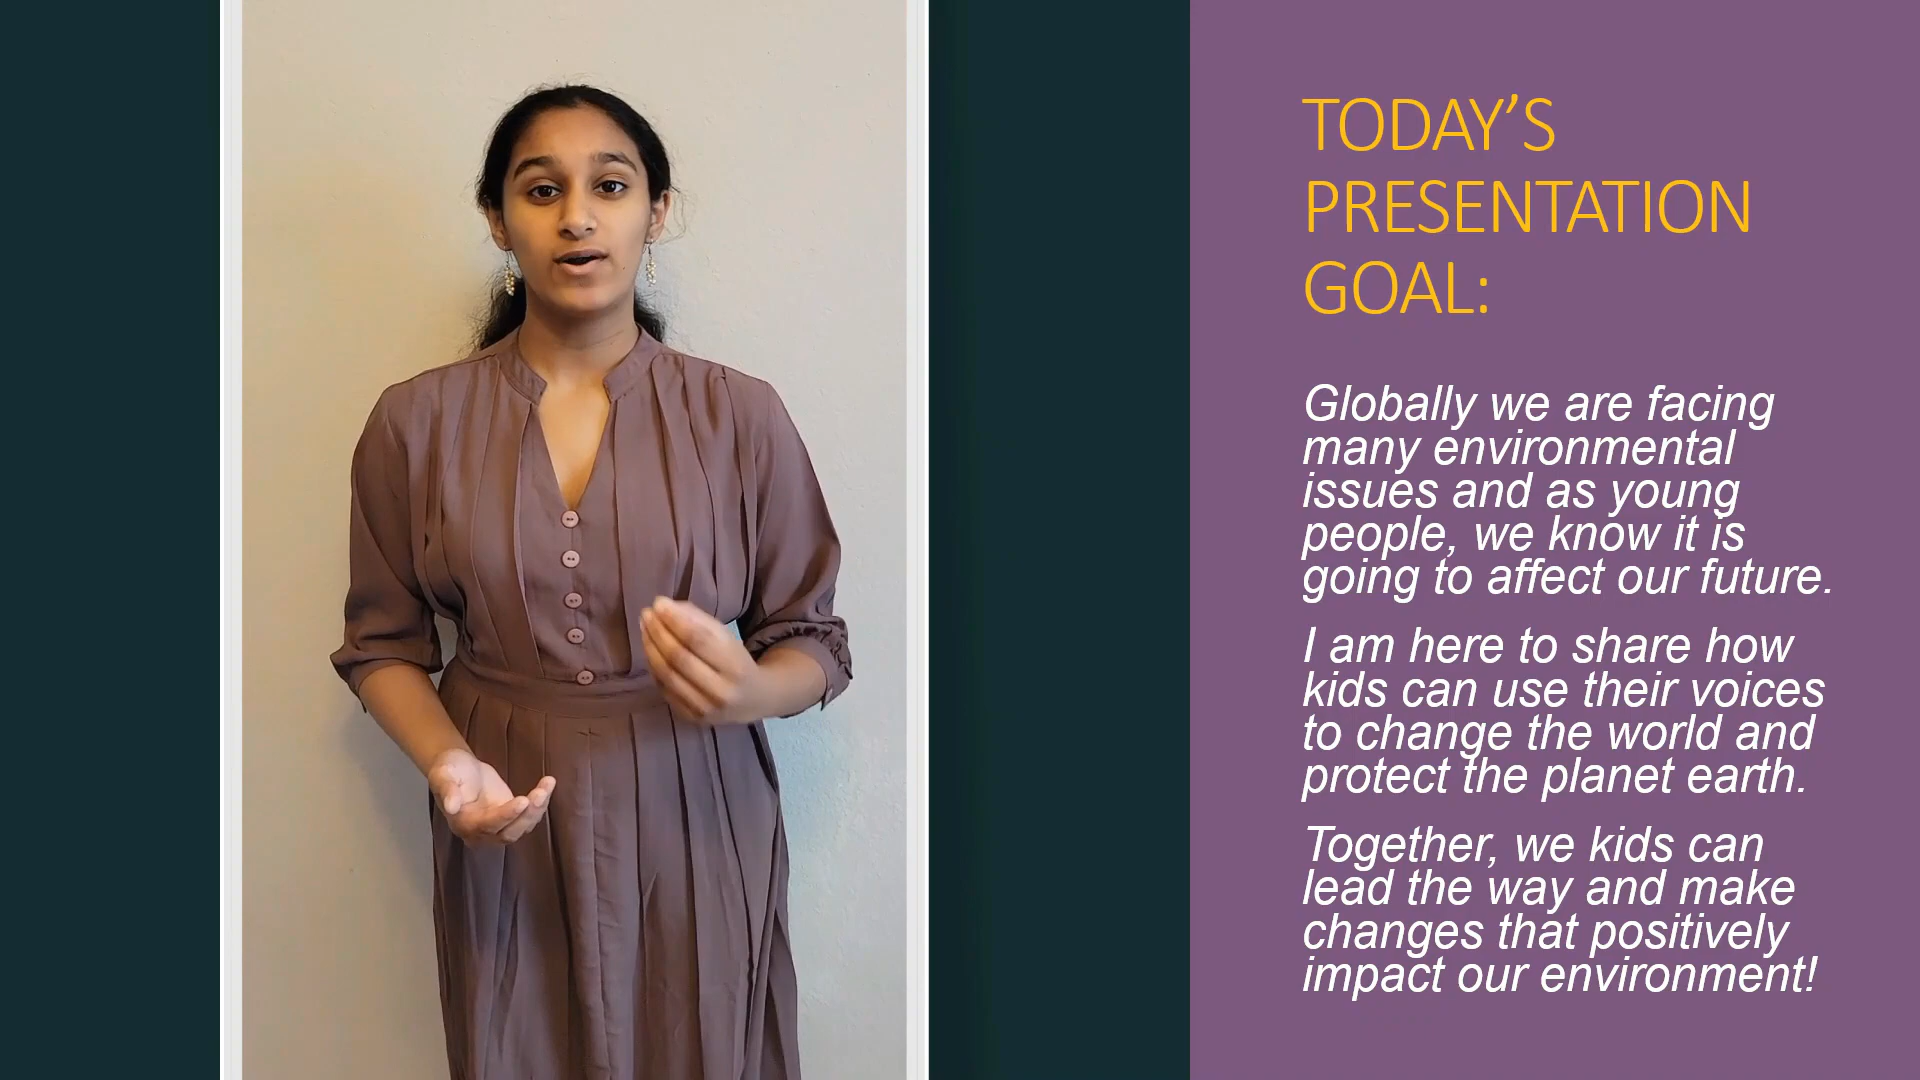 TODAY’S
PRESENTATION
GOAL:
Globally we are facing
many environmental
issues and as young
people, we know it is
going to affect our future.
I am here to share how
kids can use their voices
to change the world and
protect the planet earth.
Together, we kids can
lead the way and make
changes that positively
impact our environment!